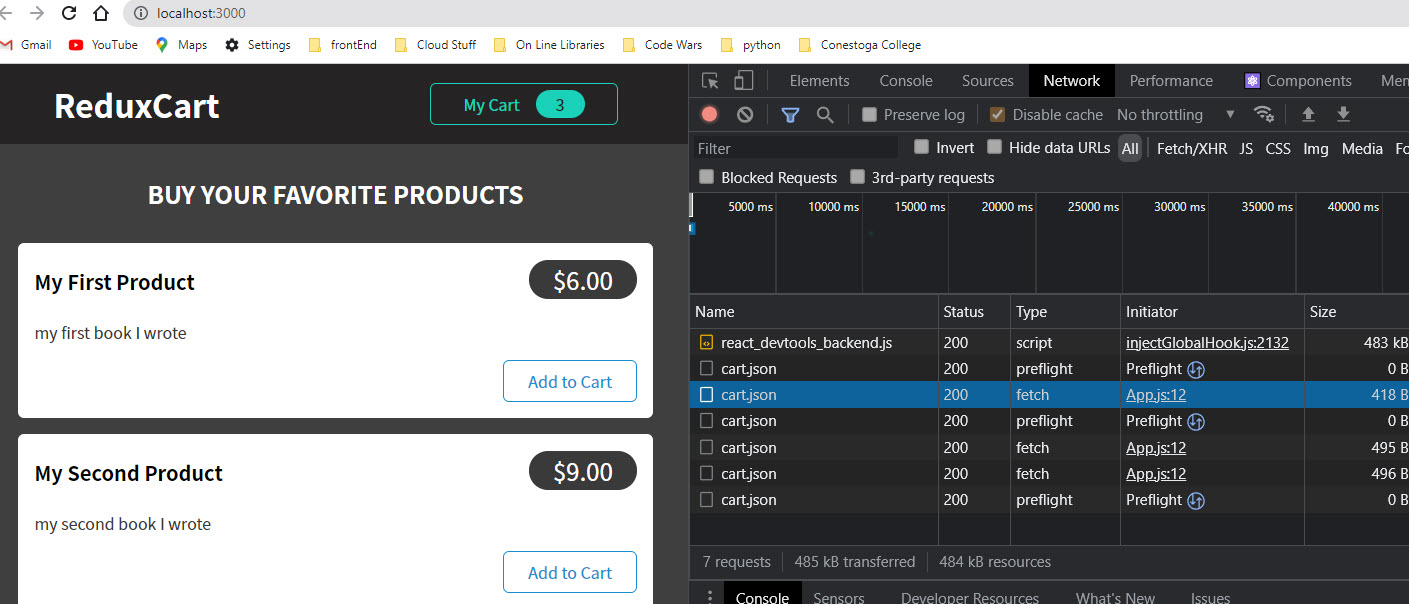 localhost:3000
Gmail YouTube Maps Settings frontEnd Cloud Stuff On Line Libraries Code Wars python Conestoga College
ReduxCart
My Cart 3
BUY YOUR FAVORITE PRODUCTS
My First Product
$6.00
my first book I wrote
Add to Cart
My Second Product
$9.00
my second book I wrote
Add to Cart
Elements Console Sources Network Performance Components Mem
Preserve log Disable cache No throttling
Filter Invert Hide data URLs All Fetch/XHR JS CSS Img Media Fo
Blocked Requests 3rd-party requests
5000 ms 10000 ms 15000 ms 20000 ms 25000 ms 30000 ms 35000 ms 40000 ms
Name Status Type Initiator Size
react_devtools_backend.js 200 script injectGlobalHook.js:2132 483 kB
cart.json 200 preflight Preflight 0 B
cart.json 200 fetch App.js:12 418 B
cart.json 200 preflight Preflight 0 B
cart.json 200 fetch App.js:12 495 B
cart.json 200 fetch App.js:12 496 B
cart.json 200 preflight Preflight 0 B
7 requests 485 kB transferred 484 kB resources
Console Sensors Developer Resources What's New Issues